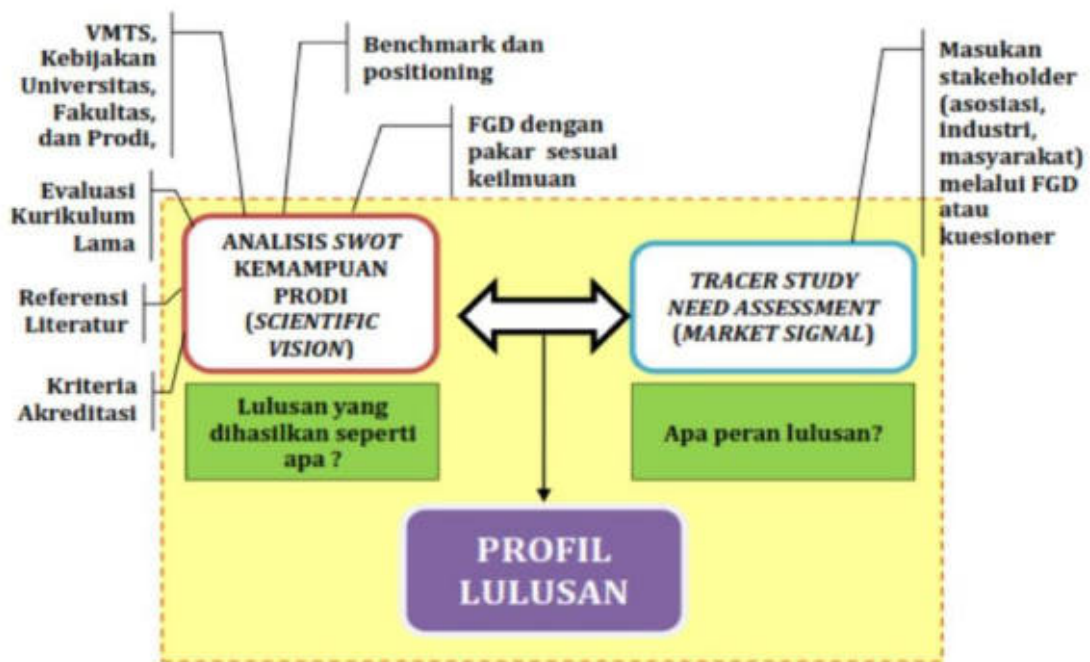 VMTS,
Kebijakan
Universitas,
Fakultas,
dan Prodi,
Benchmark dan
positioning
FGD dengan
pakar sesuai
keilmuan
Masukan
stakeholder
(asosiasi,
industri,
masyarakat)
melalui FGD
atau
kuesioner
Evaluasi
Kurikulum
Lama
Referensi
Literatur
Kriteria
Akreditasi
ANALISIS SWOT
KEMAMPUAN
PRODI
(SCIENTIFIC
VISION)
TRACER STUDY
NEED ASSESSMENT
(MARKET SIGNAL)
Lulusan yang
dihasilkan seperti
apa ?
Apa peran lulusan?
PROFIL
LULUSAN